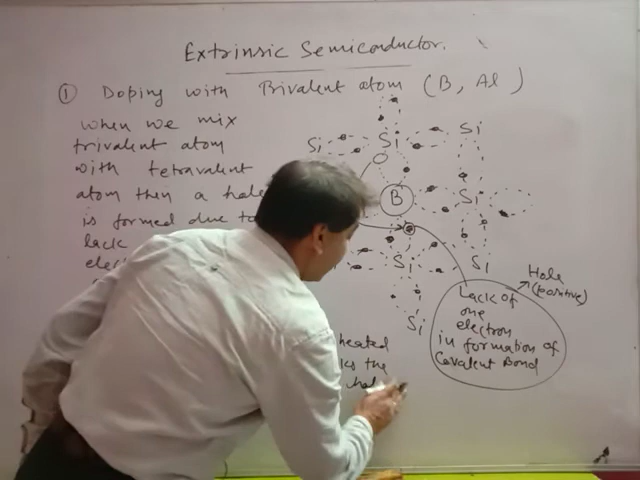 Extrinsic Semiconductor.
① Doping with Trivalent atom (B, Al)
when we mix
trivalent atom
with tetravalent
atom then a hole
is formed due to
lack
elec
Si
Si
Si
B
Si
Si
Si
Si
Hole
(positive)
Lack of
one
electron
in formation of
Covalent Bond
heated
the